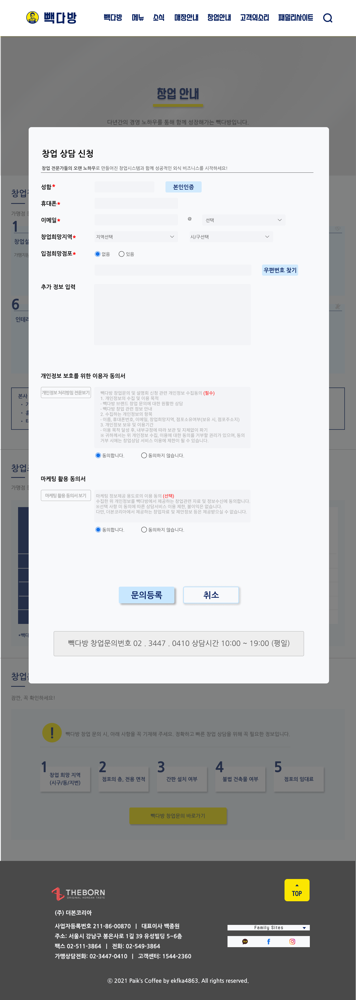 빽다방
빽다방 메뉴 소식 매장안내 창업안내 고객의소리 패밀리사이트
창업 안내
다년간의 경영 노하우를 통해 함께 성장해가는 빽다방입니다.
창업 상담 신청
창업 전문가들의 오랜 노하우로 만들어진 창업시스템과 함께 성공적인 외식 비즈니스를 시작하세요!
성함*
본인인증
휴대폰*
이메일*
@
선택
창업희망지역*
지역선택
시/구선택
입점희망점포*
없음
있음
우편번호 찾기
추가 정보 입력
개인정보 보호를 위한 이용자 동의서
개인정보 처리방침 전문보기
빽다방 창업문의 및 설명회 신청 관련 개인정보 수집동의 (필수)
1. 개인정보의 수집 및 이용 목적
- 빽다방 브랜드 창업 문의에 대한 원활한 상담
- 빽다방 창업 관련 정보 안내
2. 수집하는 개인정보의 항목
- 이름, 휴대폰번호, 이메일, 창업희망지역, 점포소유여부(보유 시, 점포주소지)
3. 개인정보 보유 및 이용기간
- 이용 목적 달성 후, 내부규정에 따라 보관 및 지체없이 파기
※ 귀하께서는 위 개인정보 수집, 이용에 대한 동의를 거부할 권리가 있으며, 동의
거부 시에는 창업상담 서비스 이용에 제한이 될 수 있습니다.
동의합니다.
동의하지 않습니다.
마케팅 활용 동의서
마케팅 활용 동의서 보기
마케팅 정보제공 용도로의 이용 동의 (선택)
수집한 위 개인정보를 빽다방에서 제공하는 창업관련 자료 및 정보수신에 동의합니다.
※선택 사항 미 동의에 따른 상담서비스 이용 제한, 불이익은 없습니다.
다만, 더본코리아에서 제공하는 창업자료 및 제안정보 등은 제공받으실 수 없습니다.
동의합니다.
동의하지 않습니다.
문의등록
취소
빽다방 창업문의번호 02 . 3447 . 0410 상담시간 10:00 ~ 19:00 (평일)
가맹점
1
창업설
가맹지원
6
인테리
본사
가맹점
*빽다
잠깐, 꼭 확인하세요!
!
빽다방 창업 문의 시, 아래 사항을 꼭 기재해 주세요. 정확하고 빠른 창업 상담을 위해 꼭 필요한 정보입니다.
1
창업 희망 지역
(시구/동/지번)
2
점포의 층, 전용 면적
3
간판 설치 여부
4
불법 건축물 여부
5
점포의 임대료
빽다방 창업문의 바로가기
THEBORN
ORIGINAL KOREAN TASTE
TOP
(주) 더본코리아
사업자등록번호 211-86-00870 | 대표이사 백종원
주소: 서울시 강남구 봉은사로 1길 39 유성빌딩 5~6층
팩스 02-511-3864 | 전화: 02-549-3864
가맹상담전화: 02-3447-0410 | 고객센터: 1544-2360
Family Sites
TALK
ⓒ 2021 Paik's Coffee by ekfka4863. All rights reserved.